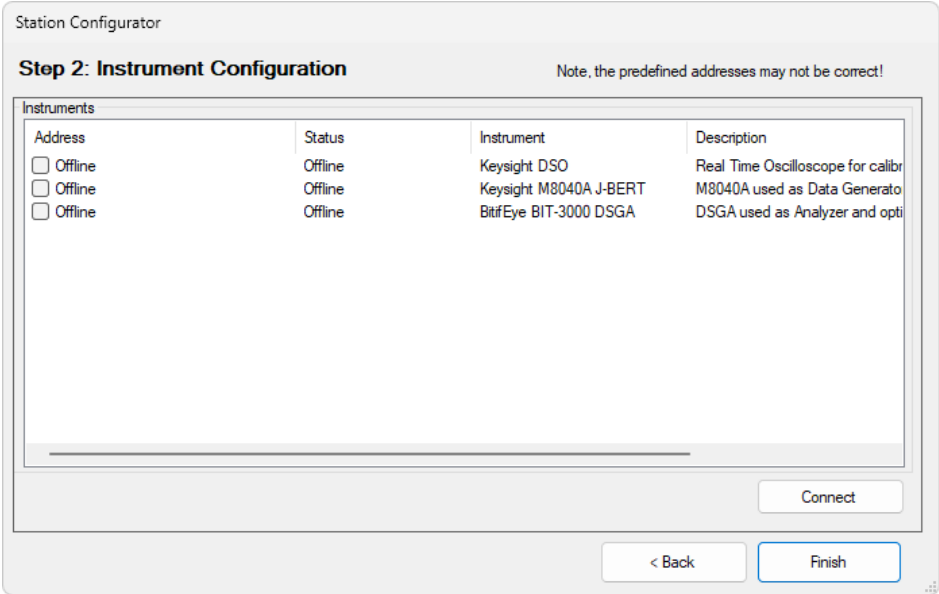 Station Configurator
Step 2: Instrument Configuration Note, the predefined addresses may not be correct!
Instruments
Address Status Instrument Description
Offline Offline Keysight DSO Real Time Oscilloscope for calibr
Offline Offline Keysight M8040A J-BERT M8040A used as Data Generato
Offline Offline BitifEye BIT-3000 DSGA DSGA used as Analyzer and opti
Connect
< Back Finish